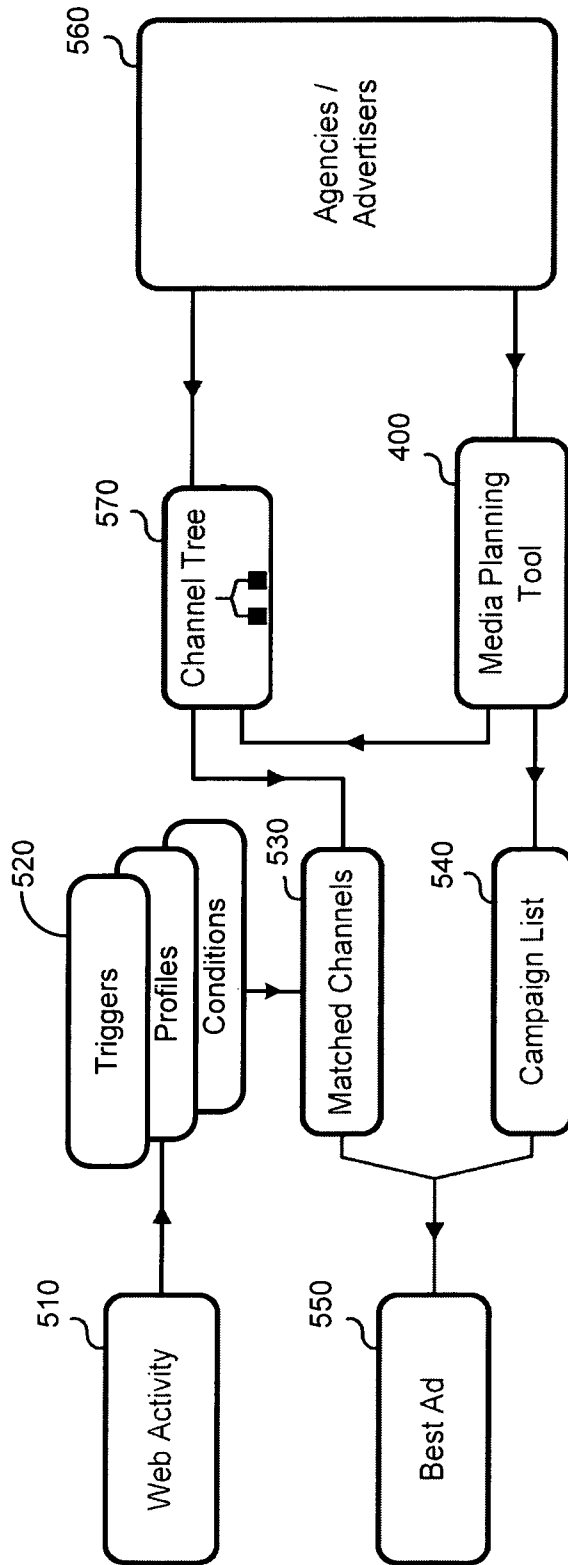 510
Web Activity
520
Triggers
Profiles
Conditions
530
Matched Channels
570
Channel Tree
560
Agencies /
Advertisers
550
Best Ad
540
Campaign List
400
Media Planning
Tool